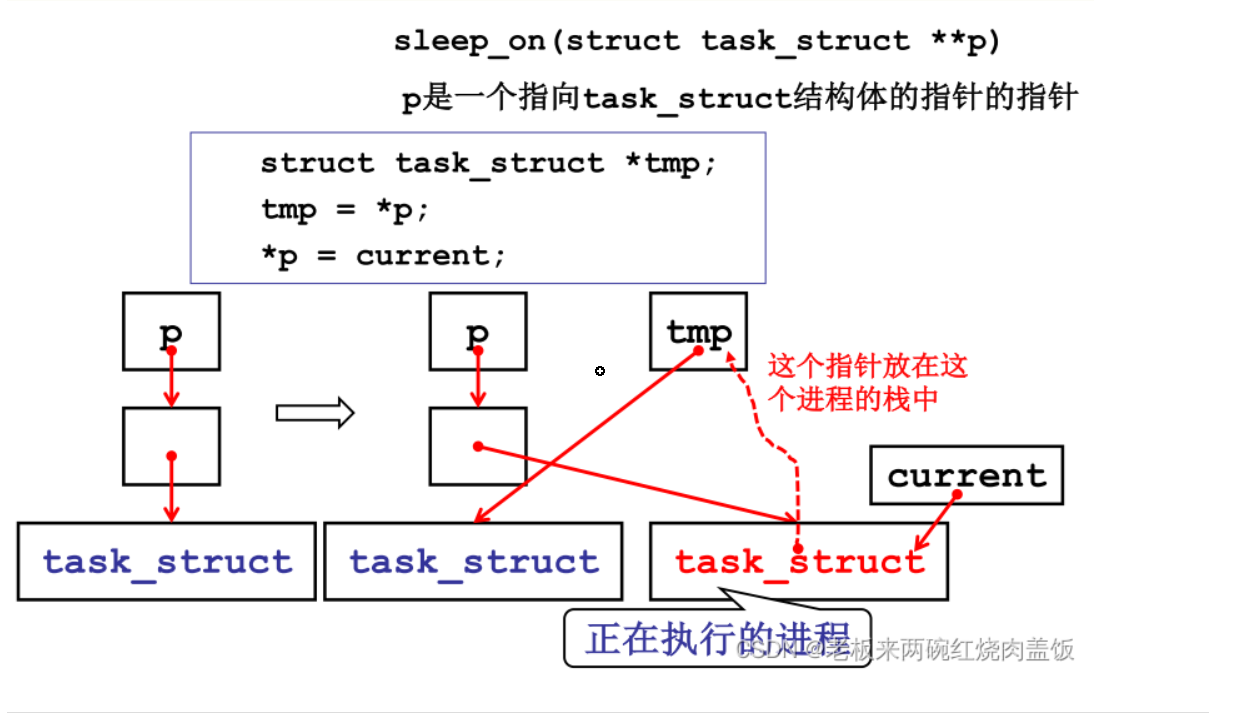 sleep_on(struct task_struct **p)
p是一个指向task_struct结构体的指针的指针
struct task_struct *tmp;
tmp = *p;
*p = current;
p
p
tmp
这个指针放在这
个进程的栈中
current
task_struct
task_struct
task_struct
正在执行的进程
CSDN @老板来两碗红烧肉盖饭